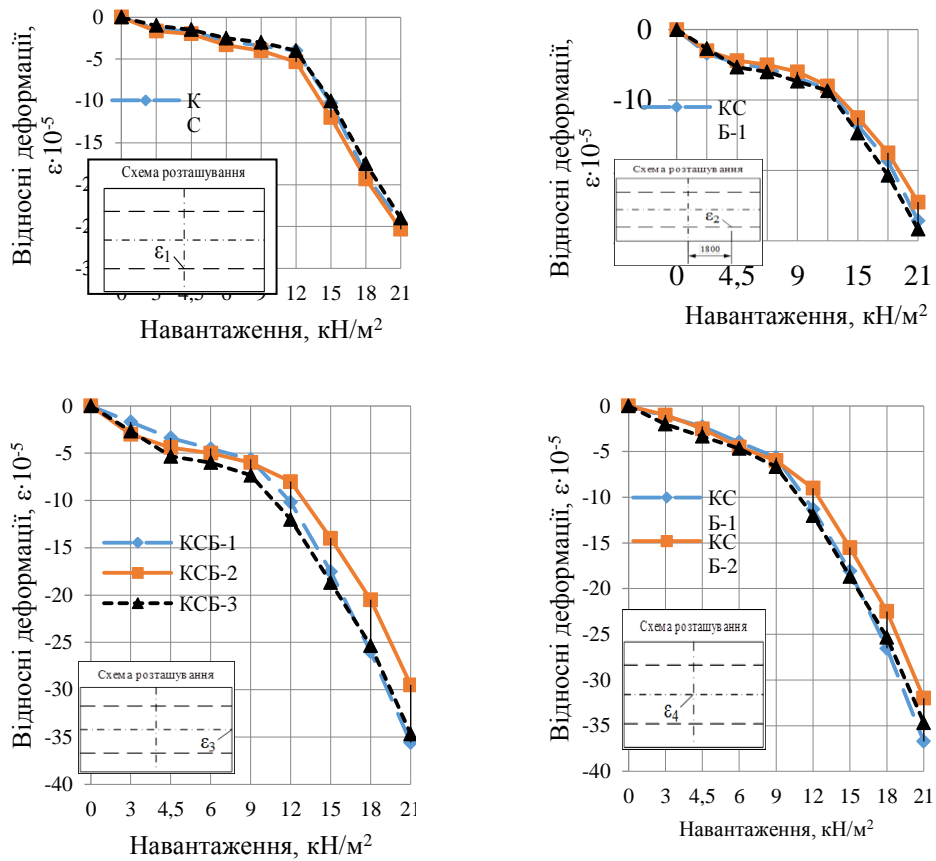 Відносні деформації, ε·10⁻⁵
0
-5
-10
-15
К
С
Схема розташування
ε₁
0
3
4,5
6
9
12
15
18
21
Навантаження, кН/м²
Відносні деформації, ε·10⁻⁵
0
-10
КС
Б-1
Схема розташування
ε₂
1800
0
4,5
9
15
21
Навантаження, кН/м²
Відносні деформації, ε·10⁻⁵
0
-5
-10
-15
-20
-25
-30
-35
-40
КСБ-1
КСБ-2
КСБ-3
Схема розташування
ε₃
0 3 4,5 6 9 12 15 18 21
Навантаження, кН/м²
Відносні деформації, ε·10⁻⁵
0
-5
-10
-15
-20
-25
-30
-35
-40
КС
Б-1
КС
Б-2
Схема розташування
ε₄
0 3 4,5 6 9 12 15 18 21
Навантаження, кН/м²